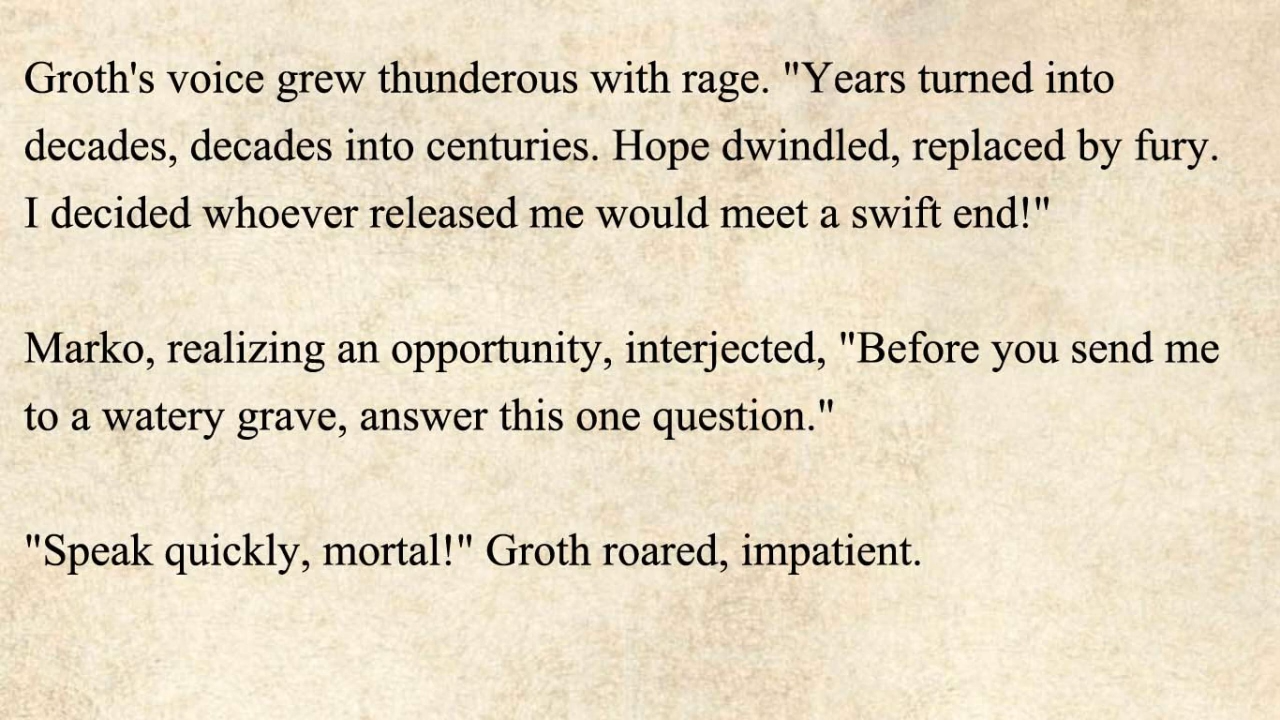 Groth's voice grew thunderous with rage. "Years turned into
decades, decades into centuries. Hope dwindled, replaced by fury.
I decided whoever released me would meet a swift end!"
Marko, realizing an opportunity, interjected, "Before you send me
to a watery grave, answer this one question."
"Speak quickly, mortal!" Groth roared, impatient.